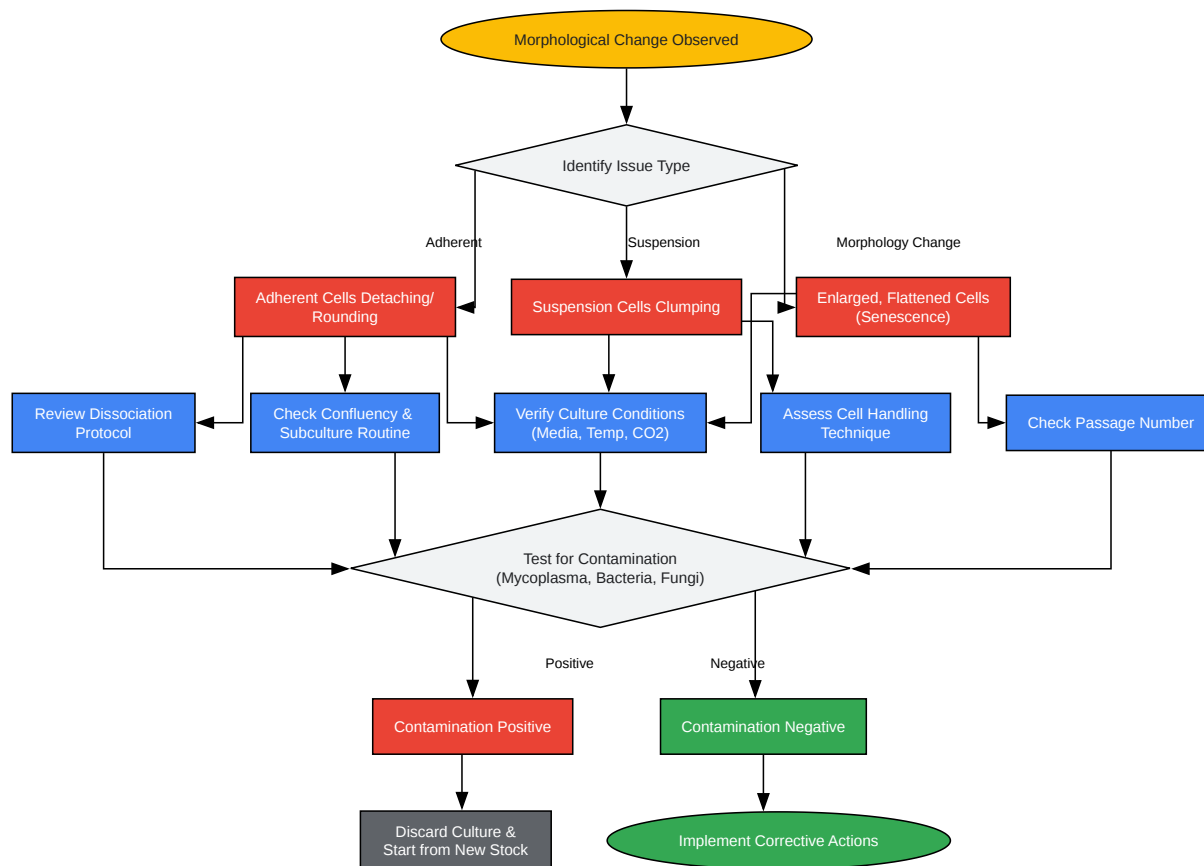 Morphological Change Observed
Identify Issue Type
Adherent
Suspension
Morphology Change
Adherent Cells Detaching/
Rounding
Suspension Cells Clumping
Enlarged, Flattened Cells
(Senescence)
Review Dissociation
Protocol
Check Confluency &
Subculture Routine
Verify Culture Conditions
(Media, Temp, CO2)
Assess Cell Handling
Technique
Check Passage Number
Test for Contamination
(Mycoplasma, Bacteria, Fungi)
Positive
Negative
Contamination Positive
Contamination Negative
Discard Culture &
Start from New Stock
Implement Corrective Actions